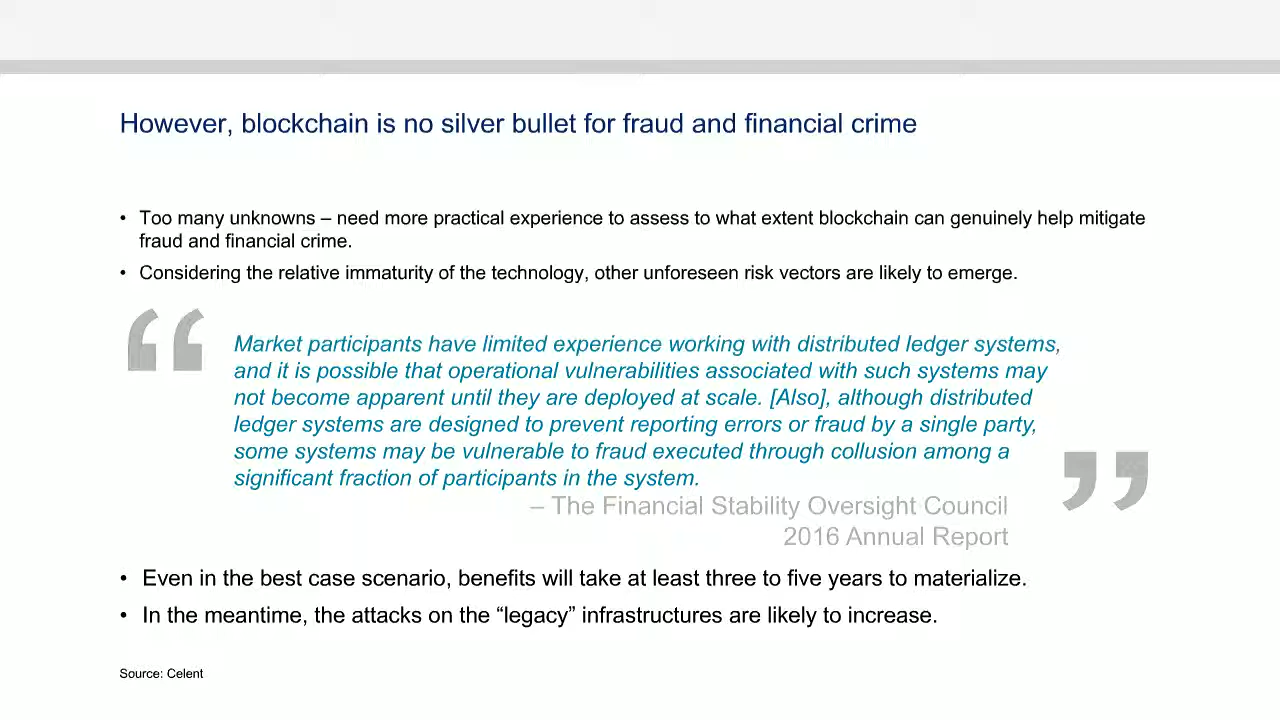 However, blockchain is no silver bullet for fraud and financial crime
• Too many unknowns – need more practical experience to assess to what extent blockchain can genuinely help mitigate
fraud and financial crime.
• Considering the relative immaturity of the technology, other unforeseen risk vectors are likely to emerge.
“
Market participants have limited experience working with distributed ledger systems,
and it is possible that operational vulnerabilities associated with such systems may
not become apparent until they are deployed at scale. [Also], although distributed
ledger systems are designed to prevent reporting errors or fraud by a single party,
some systems may be vulnerable to fraud executed through collusion among a
significant fraction of participants in the system.
”
– The Financial Stability Oversight Council
2016 Annual Report
• Even in the best case scenario, benefits will take at least three to five years to materialize.
• In the meantime, the attacks on the “legacy” infrastructures are likely to increase.
Source: Celent